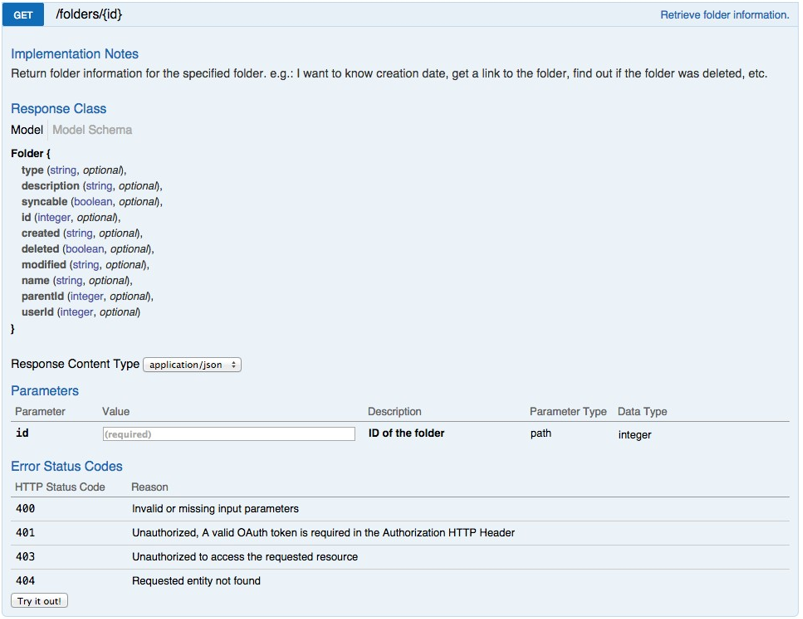 GET /folders/{id} Retrieve folder information.
Implementation Notes
Return folder information for the specified folder. e.g.: I want to know creation date, get a link to the folder, find out if the folder was deleted, etc.
Response Class
Model Model Schema
Folder {
type (string, optional),
description (string, optional),
syncable (boolean, optional),
id (integer, optional),
created (string, optional),
deleted (boolean, optional),
modified (string, optional),
name (string, optional),
parentId (integer, optional),
userId (integer, optional)
}
Response Content Type application/json
Parameters
Parameter Value Description Parameter Type Data Type
id (required) ID of the folder path integer
Error Status Codes
HTTP Status Code Reason
400 Invalid or missing input parameters
401 Unauthorized, A valid OAuth token is required in the Authorization HTTP Header
403 Unauthorized to access the requested resource
404 Requested entity not found
Try it out!